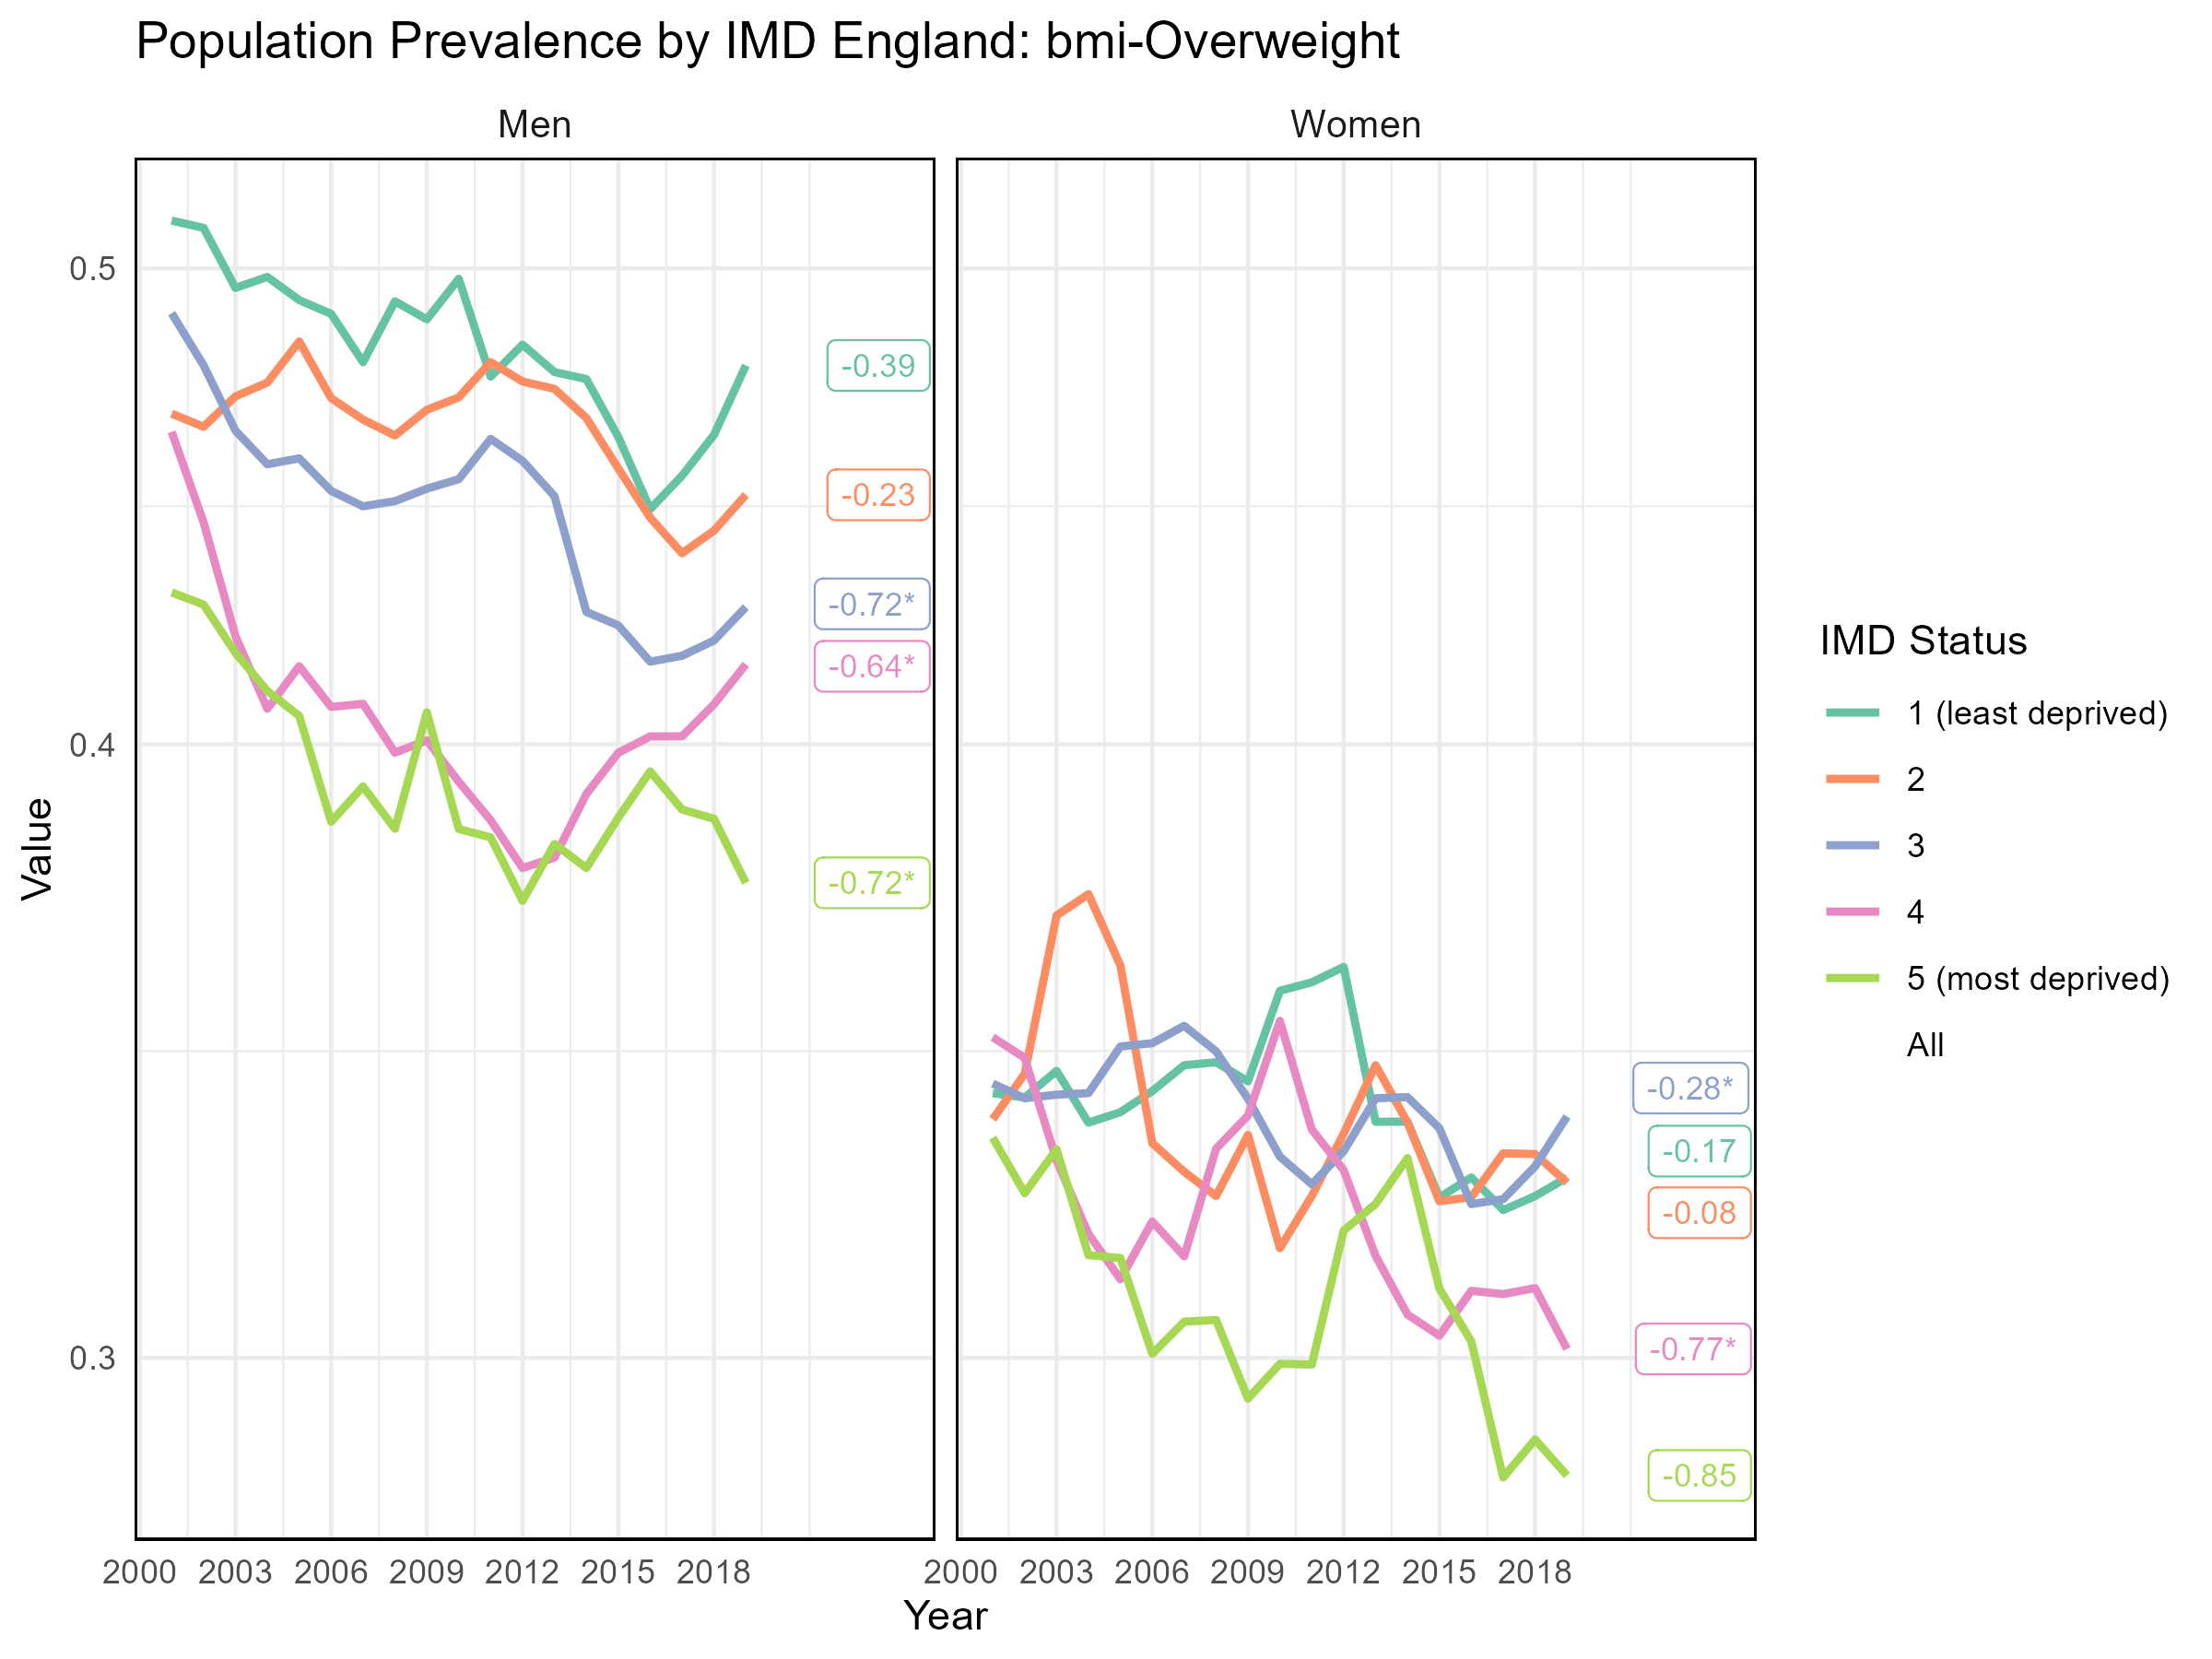 Population Prevalence by IMD England: bmi-Overweight
Men
Women
0.5
0.4
0.3
Value
-0.39
-0.23
-0.72*
-0.64*
-0.72*
-0.28*
-0.17
-0.08
-0.77*
-0.85
2000 2003 2006 2009 2012 2015 2018
2000 2003 2006 2009 2012 2015 2018
Year
IMD Status
1 (least deprived)
2
3
4
5 (most deprived)
All